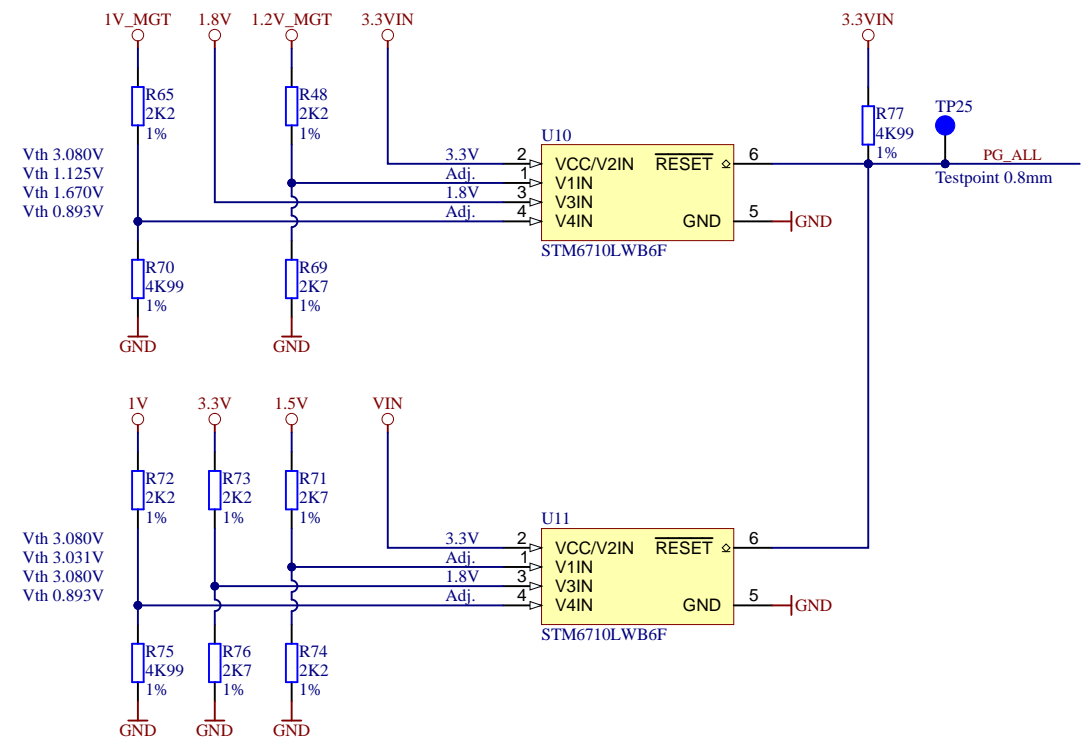 1V_MGT
1.8V
1.2V_MGT
3.3VIN
3.3VIN
R65
2K2
1%
R48
2K2
1%
R77
4K99
1%
TP25
PG_ALL
Testpoint 0.8mm
Vth 3.080V
Vth 1.125V
Vth 1.670V
Vth 0.893V
3.3V
Adj.
1.8V
Adj.
U10
2 VCC/V2IN RESET 6
1 V1IN
3 V3IN
4 V4IN GND 5 GND
STM6710LWB6F
R70
4K99
1%
R69
2K7
1%
GND
GND
1V
3.3V
1.5V
VIN
R72
2K2
1%
R73
2K2
1%
R71
2K7
1%
Vth 3.080V
Vth 3.031V
Vth 3.080V
Vth 0.893V
3.3V
Adj.
1.8V
Adj.
U11
2 VCC/V2IN RESET 6
1 V1IN
3 V3IN
4 V4IN GND 5 GND
STM6710LWB6F
R75
4K99
1%
R76
2K7
1%
R74
2K2
1%
GND
GND
GND